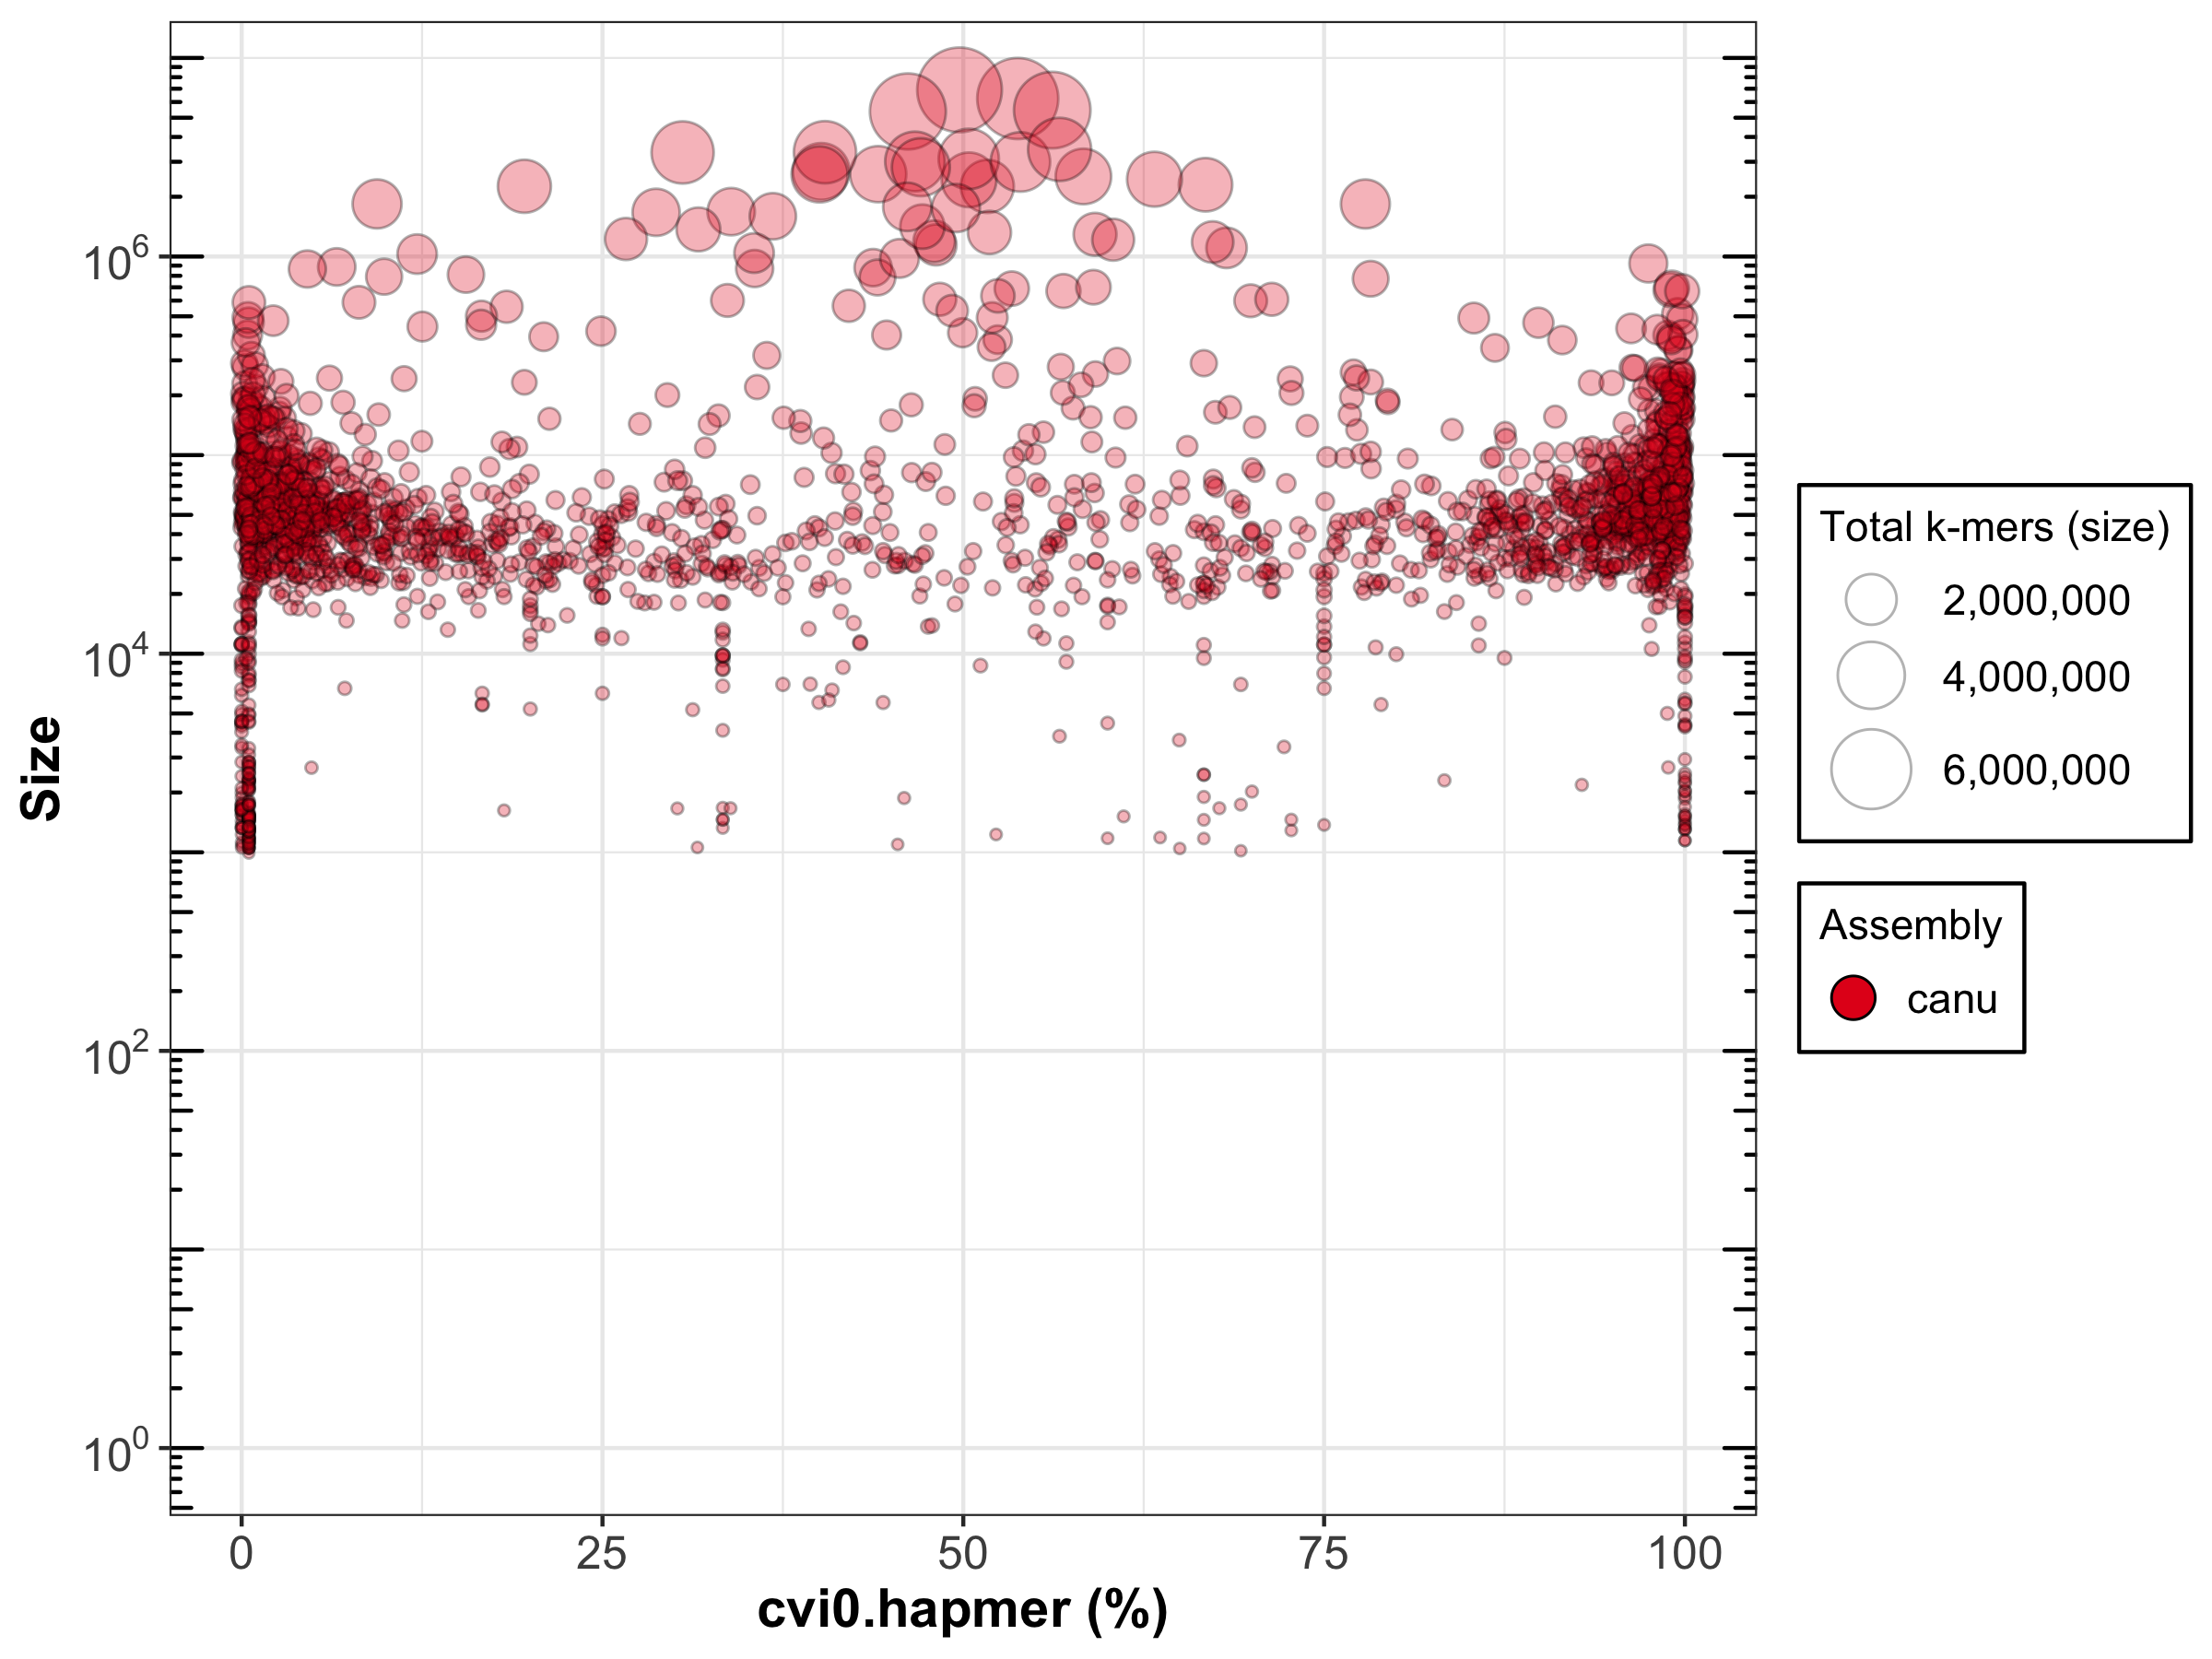 Size
10^6
10^4
10^2
10^0
0 25 50 75 100
cvi0.hapmer (%)
Total k-mers (size)
2,000,000
4,000,000
6,000,000
Assembly
canu